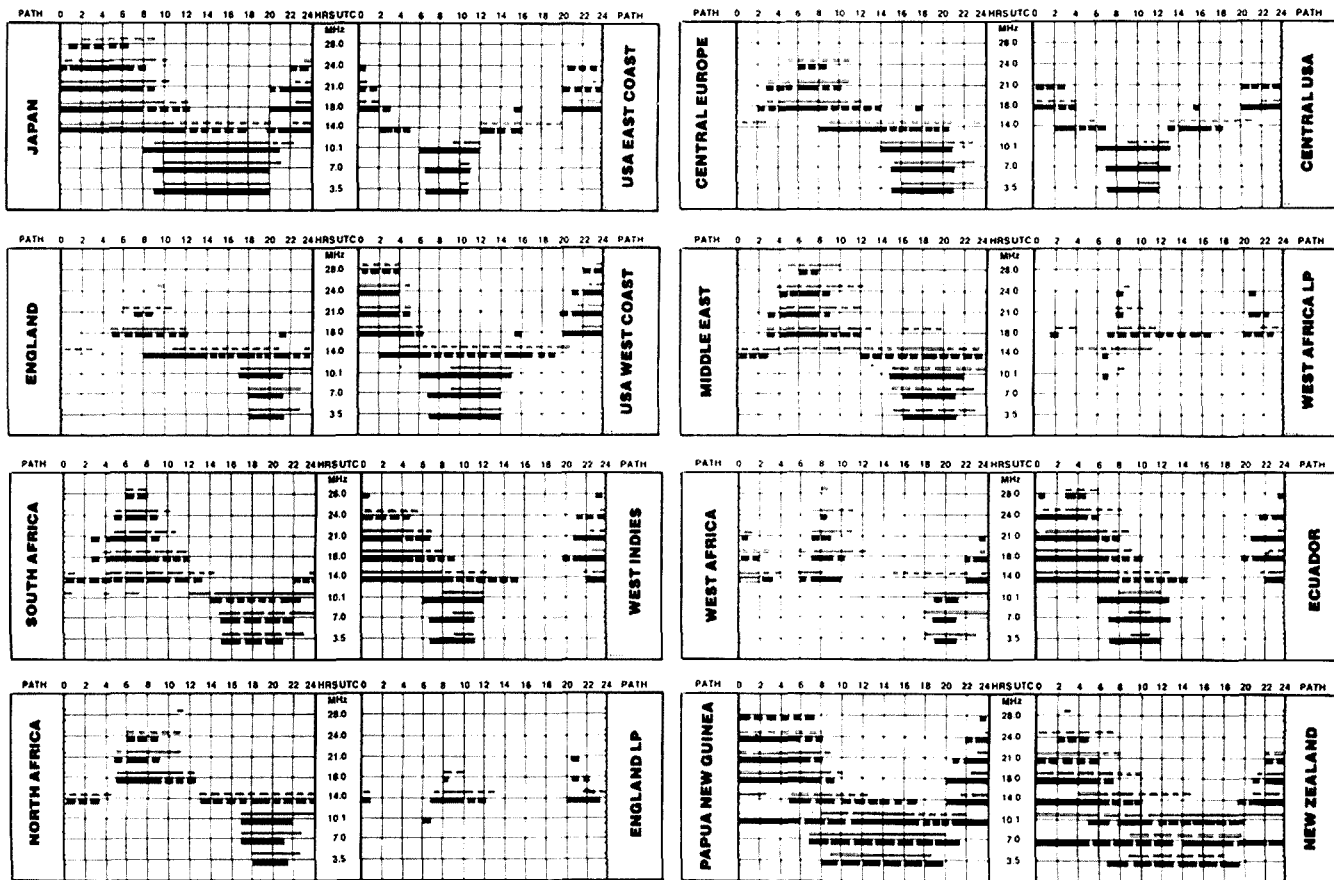 PATH 0 2 4 6 8 10 12 14 16 18 20 22 24 HRS UTC 0 2 4 6 8 10 12 14 16 18 20 22 24 PATH
JAPAN
MHz
28.0
24.0
21.0
18.0
14.0
10.1
7.0
3.5
USA EAST COAST
PATH 0 2 4 6 8 10 12 14 16 18 20 22 24 HRS UTC 0 2 4 6 8 10 12 14 16 18 20 22 24 PATH
CENTRAL EUROPE
MHz
28.0
24.0
21.0
18.0
14.0
10.1
7.0
3.5
CENTRAL USA
PATH 0 2 4 6 8 10 12 14 16 18 20 22 24 HRS UTC 0 2 4 6 8 10 12 14 16 18 20 22 24 PATH
ENGLAND
MHz
28.0
24.0
21.0
18.0
14.0
10.1
7.0
3.5
USA WEST COAST
PATH 0 2 4 6 8 10 12 14 16 18 20 22 24 HRS UTC 0 2 4 6 8 10 12 14 16 18 20 22 24 PATH
MIDDLE EAST
MHz
28.0
24.0
21.0
18.0
14.0
10.1
7.0
3.5
WEST AFRICA LP
PATH 0 2 4 6 8 10 12 14 16 18 20 22 24 HRS UTC 0 2 4 6 8 10 12 14 16 18 20 22 24 PATH
SOUTH AFRICA
MHz
28.0
24.0
21.0
18.0
14.0
10.1
7.0
3.5
WEST INDIES
PATH 0 2 4 6 8 10 12 14 16 18 20 22 24 HRS UTC 0 2 4 6 8 10 12 14 16 18 20 22 24 PATH
WEST AFRICA
MHz
28.0
24.0
21.0
18.0
14.0
10.1
7.0
3.5
ECUADOR
PATH 0 2 4 6 8 10 12 14 16 18 20 22 24 HRS UTC 0 2 4 6 8 10 12 14 16 18 20 22 24 PATH
NORTH AFRICA
MHz
28.0
24.0
21.0
18.0
14.0
10.1
7.0
3.5
ENGLAND LP
PATH 0 2 4 6 8 10 12 14 16 18 20 22 24 HRS UTC 0 2 4 6 8 10 12 14 16 18 20 22 24 PATH
PAPUA NEW GUINEA
MHz
28.0
24.0
21.0
18.0
14.0
10.1
7.0
3.5
NEW ZEALAND